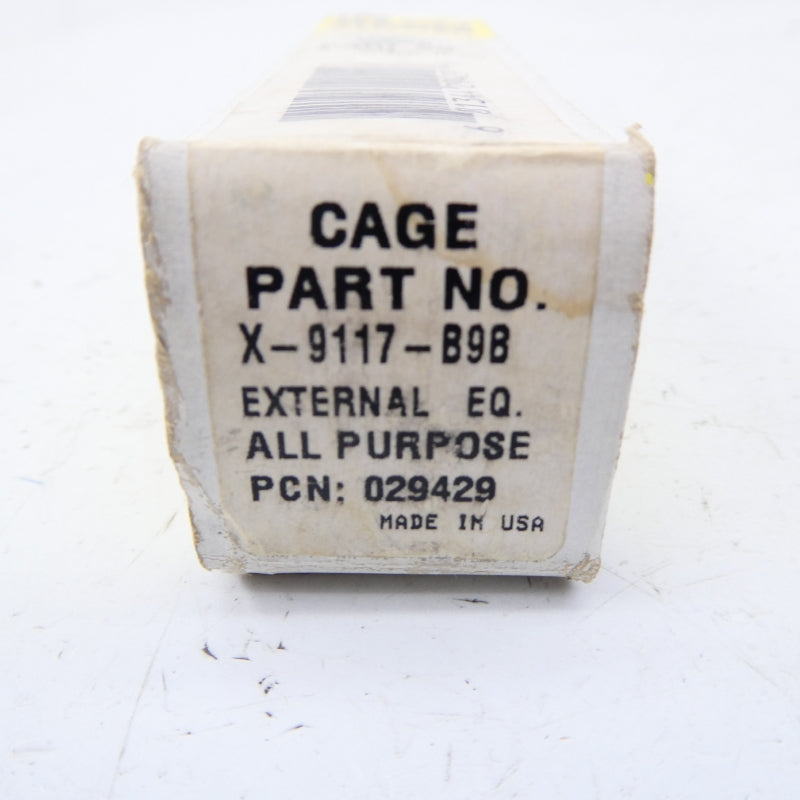 CAGE
PART NO.
X-9117-B9B
EXTERNAL EQ.
ALL PURPOSE
PCN: 029429
MADE IN USA